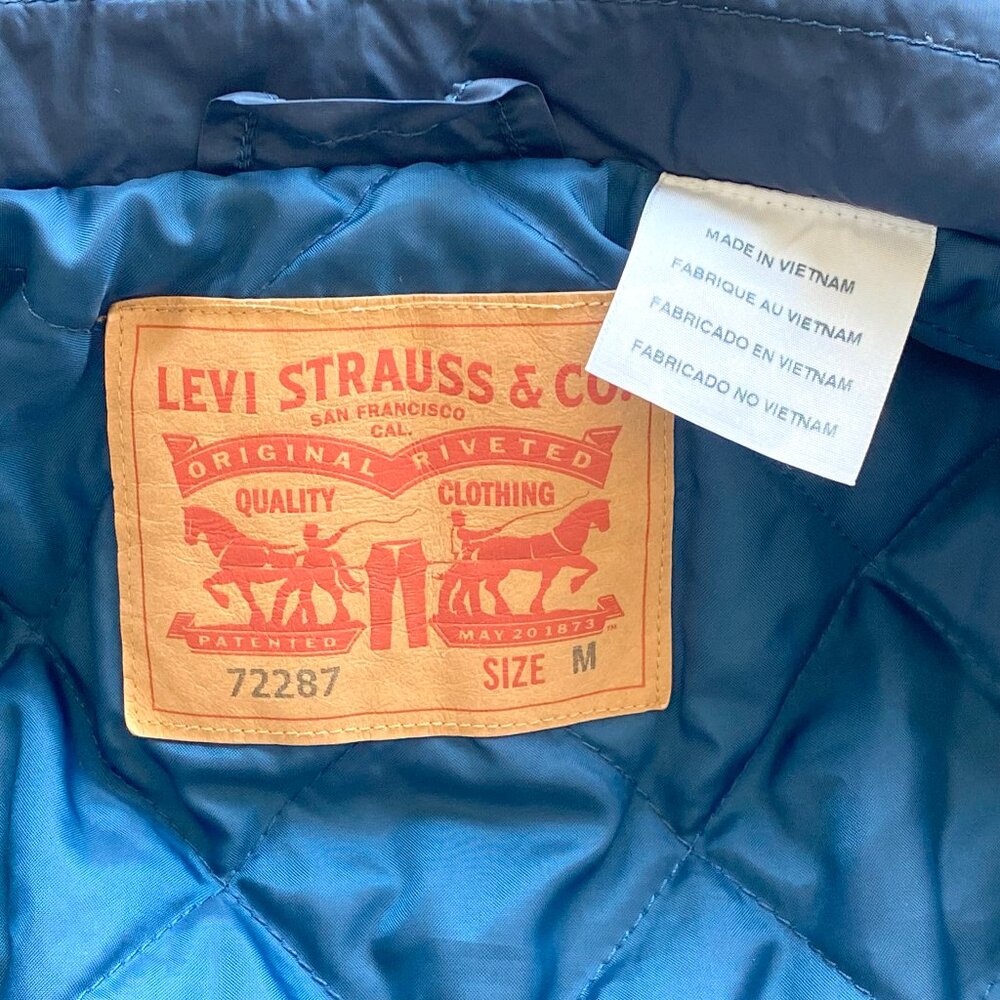 LEVI STRAUSS & CO.
SAN FRANCISCO
CAL.
ORIGINAL RIVETED
QUALITY CLOTHING
PATENTED MAY 20 1873 ™
72287 SIZE M
MADE IN VIETNAM
FABRIQUE AU VIETNAM
FABRICADO EN VIETNAM
FABRICADO NO VIETNAM